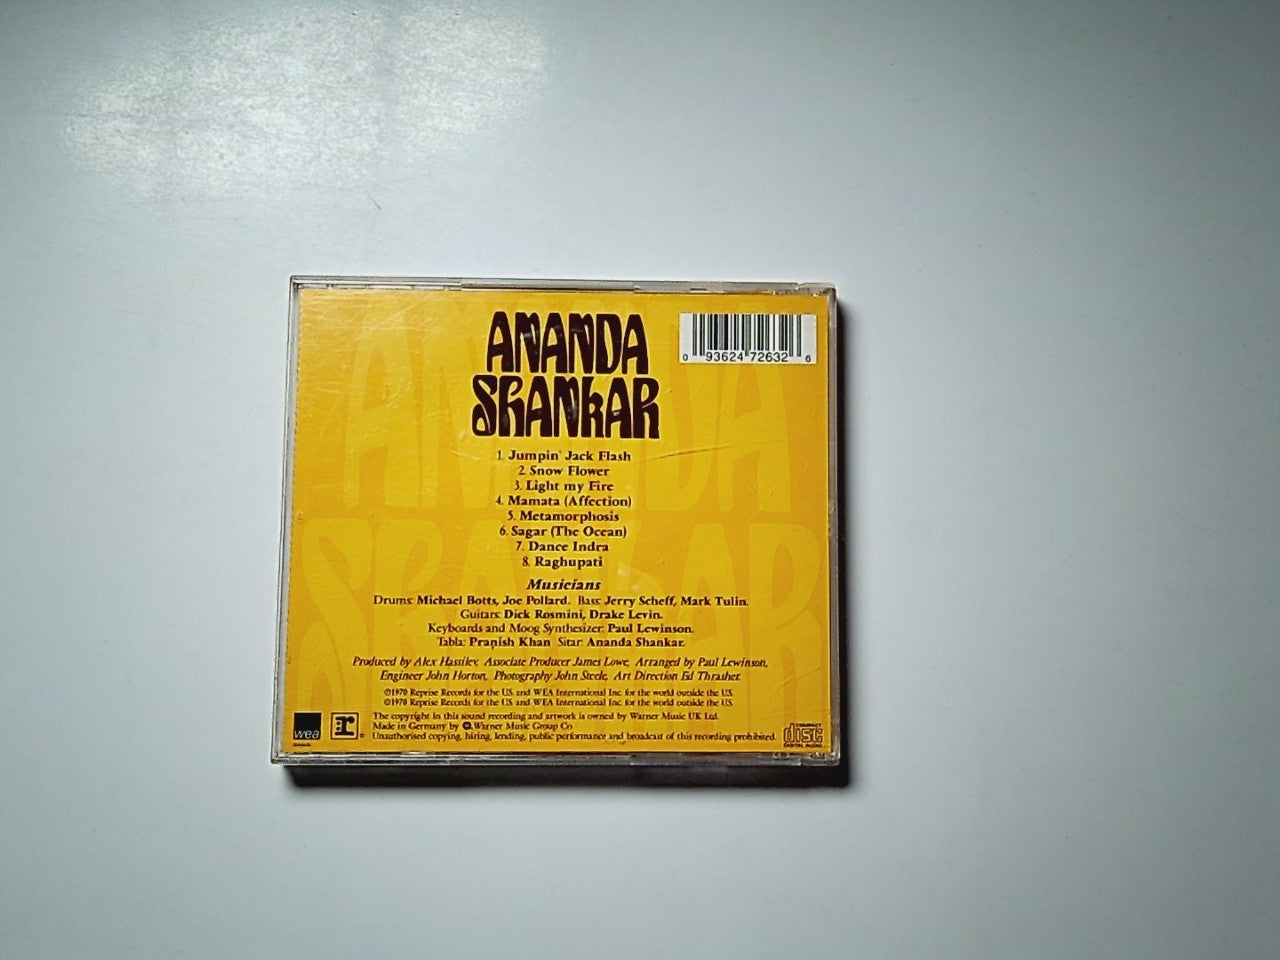 ANANDA
SHANKAR
0 93624 72632 6
1. Jumpin' Jack Flash
2. Snow Flower
3. Light my Fire
4. Mamata (Affection)
5. Metamorphosis
6. Sagar (The Ocean)
7. Dance Indra
8. Raghupati
Musicians
Drums: Michael Botts, Joe Pollard. Bass: Jerry Scheff, Mark Tulin.
Guitars: Dick Rosmini, Drake Levin.
Keyboards and Moog Synthesizer: Paul Lewinson.
Tabla: Pranish Khan Sitar: Ananda Shankar.
Produced by Alex Hassilev, Associate Producer James Lowe, Arranged by Paul Lewinson,
Engineer John Horton, Photography John Steele, Art Direction Ed Thrasher.
℗1970 Reprise Records for the U.S. and WEA International Inc. for the world outside the U.S.
©1970 Reprise Records for the U.S. and WEA International Inc. for the world outside the U.S.
The copyright in this sound recording and artwork is owned by Warner Music UK Ltd.
Made in Germany by Warner Music Group Co
Unauthorised copying, hiring, lending, public performance and broadcast of this recording prohibited.
wea
r
COMPACT
disc
DIGITAL AUDIO
ANANDA
SHANKAR